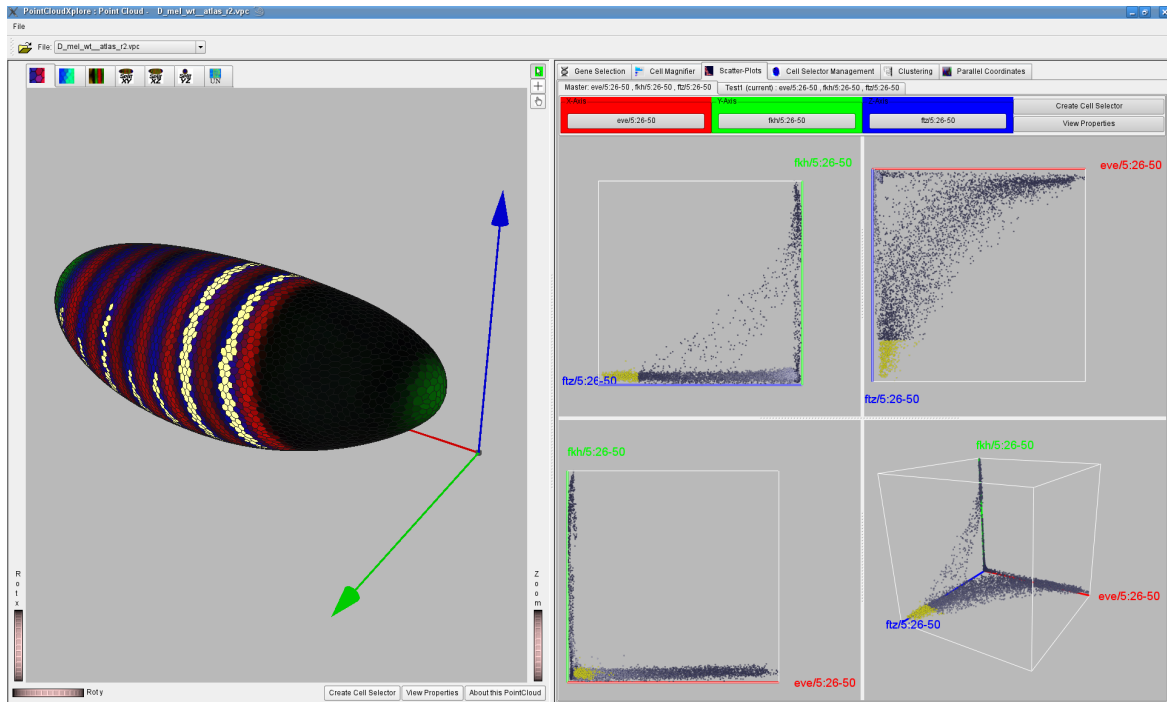 PointCloudXplore : Point Cloud - D_mel_wt__atlas_r2.vpc
File
File: D_mel_wt__atlas_r2.vpc
XY XZ YZ UN
Gene Selection Cell Magnifier Scatter-Plots Cell Selector Management Clustering Parallel Coordinates
Master: eve/5:26-50 , fkh/5:26-50 , ftz/5:26-50 Test1 (current) : eve/5:26-50 , fkh/5:26-50 , ftz/5:26-50
X-Axis Y-Axis
Create Cell Selector
eve/5:26-50 fkh/5:26-50 ftz/5:26-50
View Properties
fkh/5:26-50
eve/5:26-50
ftz/5:26-50
ftz/5:26-50
fkh/5:26-50
fkh/5:26-50
eve/5:26-50
ftz/5:26-50
eve/5:26-50
Rot x
Zoom
Rot y
Create Cell Selector View Properties About this PointCloud